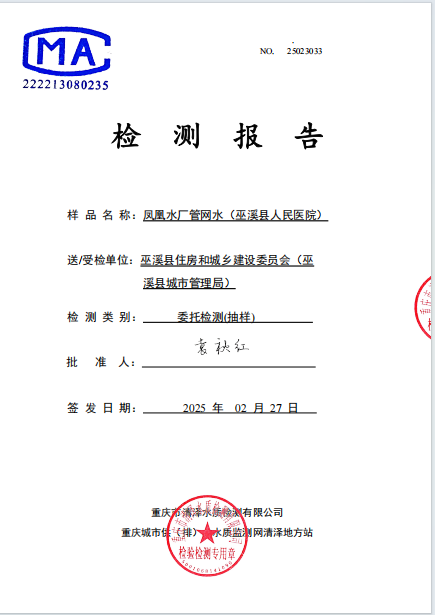 NO. 25023033
MA
222213080235
检 测 报 告
样 品 名 称：凤凰水厂管网水（巫溪县人民医院）
送/受检单位：巫溪县住房和城乡建设委员会（巫
溪县城市管理局）
检 测 类 别：委托检测(抽样)
批 准 人：袁秋红
签 发 日 期：2025 年 02 月 27 日
重庆市清泽水质检测有限公司
重庆城市供（排）水质监测网清泽地方站
检验检测专用章